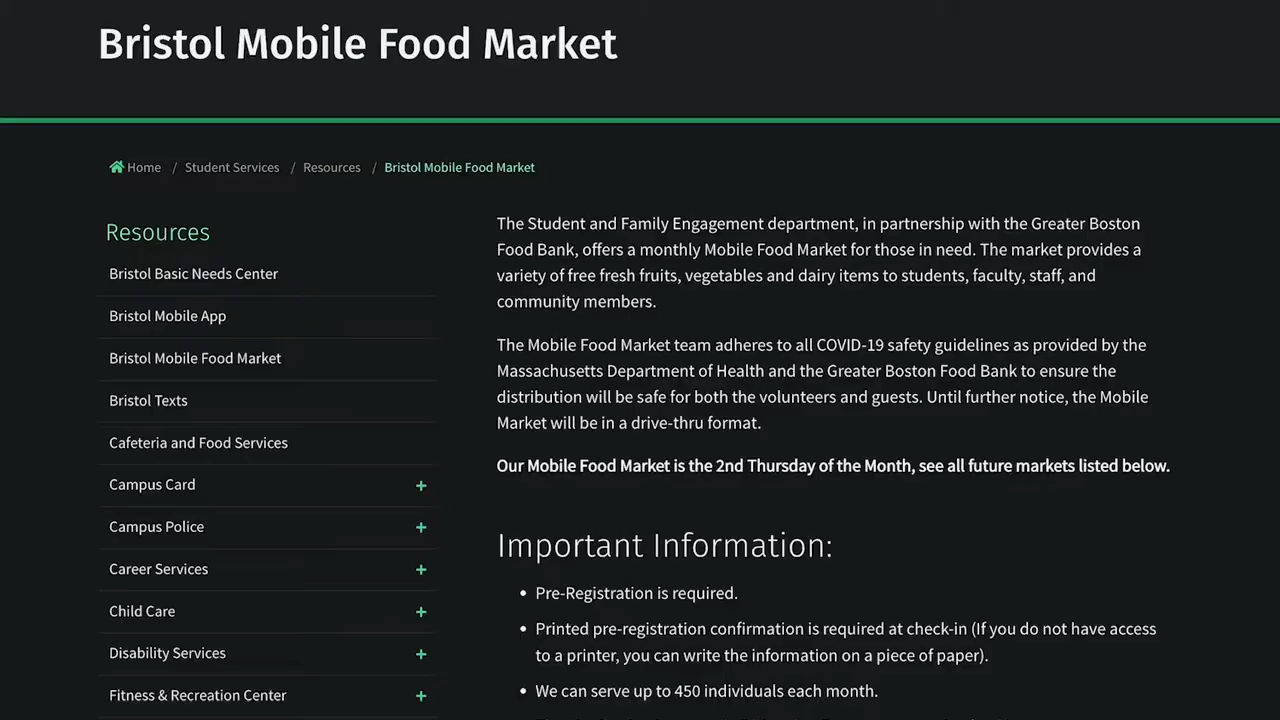 Bristol Mobile Food Market
Home / Student Services / Resources / Bristol Mobile Food Market
Resources
Bristol Basic Needs Center
Bristol Mobile App
Bristol Mobile Food Market
Bristol Texts
Cafeteria and Food Services
Campus Card +
Campus Police +
Career Services +
Child Care +
Disability Services +
Fitness & Recreation Center +
The Student and Family Engagement department, in partnership with the Greater Boston
Food Bank, offers a monthly Mobile Food Market for those in need. The market provides a
variety of free fresh fruits, vegetables and dairy items to students, faculty, staff, and
community members.
The Mobile Food Market team adheres to all COVID-19 safety guidelines as provided by the
Massachusetts Department of Health and the Greater Boston Food Bank to ensure the
distribution will be safe for both the volunteers and guests. Until further notice, the Mobile
Market will be in a drive-thru format.
Our Mobile Food Market is the 2nd Thursday of the Month, see all future markets listed below.
Important Information:
• Pre-Registration is required.
• Printed pre-registration confirmation is required at check-in (If you do not have access
to a printer, you can write the information on a piece of paper).
• We can serve up to 450 individuals each month.